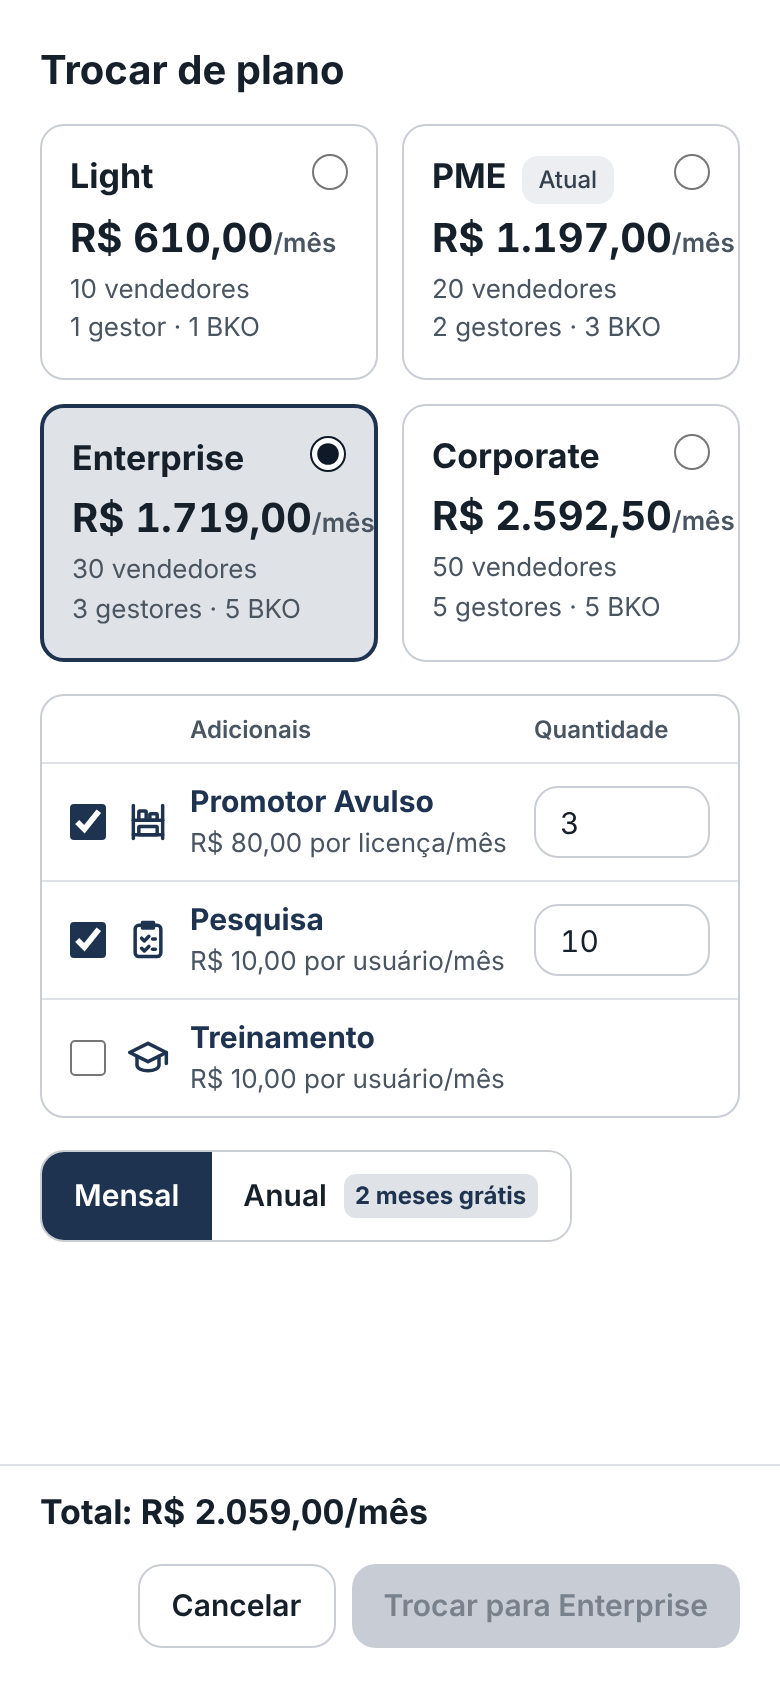 Trocar de plano
Light
R$ 610,00/mês
10 vendedores
1 gestor · 1 BKO
PME Atual
R$ 1.197,00/mês
20 vendedores
2 gestores · 3 BKO
Enterprise
R$ 1.719,00/mês
30 vendedores
3 gestores · 5 BKO
Corporate
R$ 2.592,50/mês
50 vendedores
5 gestores · 5 BKO
Adicionais Quantidade
Promotor Avulso
R$ 80,00 por licença/mês
3
Pesquisa
R$ 10,00 por usuário/mês
10
Treinamento
R$ 10,00 por usuário/mês
Mensal Anual 2 meses grátis
Total: R$ 2.059,00/mês
Cancelar Trocar para Enterprise